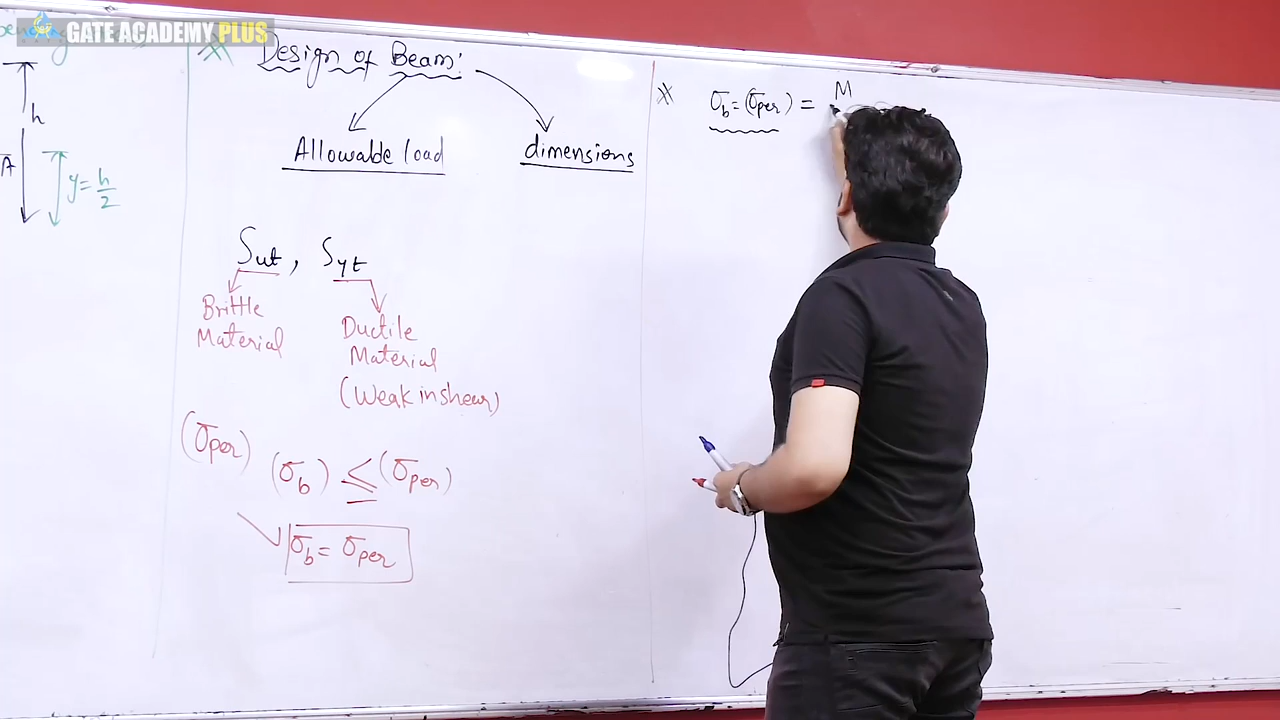 GATE ACADEMY PLUS
h
A
y = h/2
※ Design of Beam:
Allowable load
dimensions
Sut , Syt
Brittle
Material
Ductile
Material
(Weak in shear)
(σper)
(σb) ≤ (σper)
σb = σper
※ σb = (σper) = M